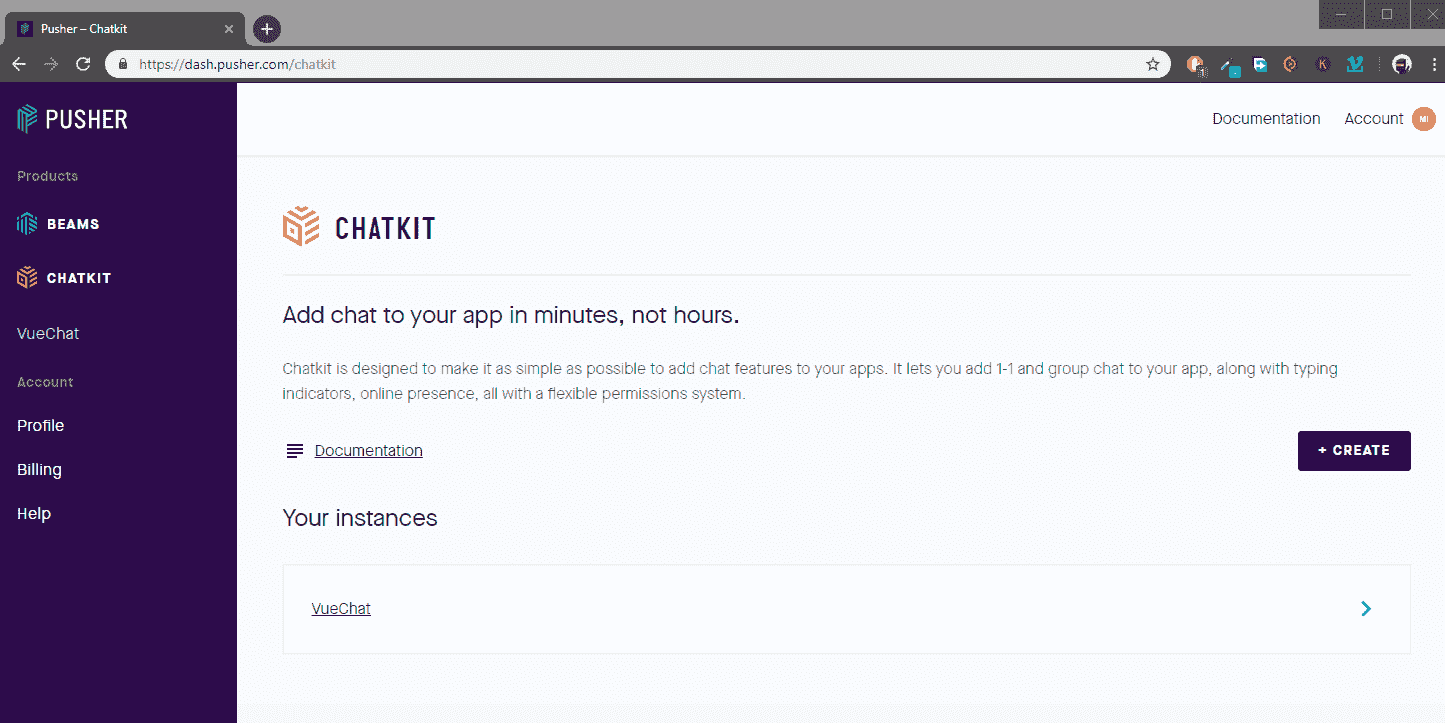 Pusher – Chatkit
https://dash.pusher.com/chatkit
PUSHER
Documentation
Account
MI
Products
BEAMS
CHATKIT
VueChat
Account
Profile
Billing
Help
CHATKIT
Add chat to your app in minutes, not hours.
Chatkit is designed to make it as simple as possible to add chat features to your apps. It lets you add 1-1 and group chat to your app, along with typing
indicators, online presence, all with a flexible permissions system.
Documentation
+ CREATE
Your instances
VueChat